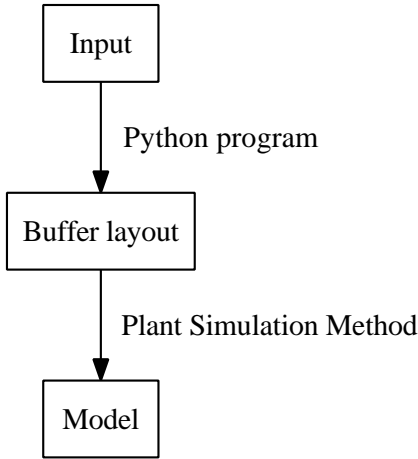 Input
Python program
Buffer layout
Plant Simulation Method
Model